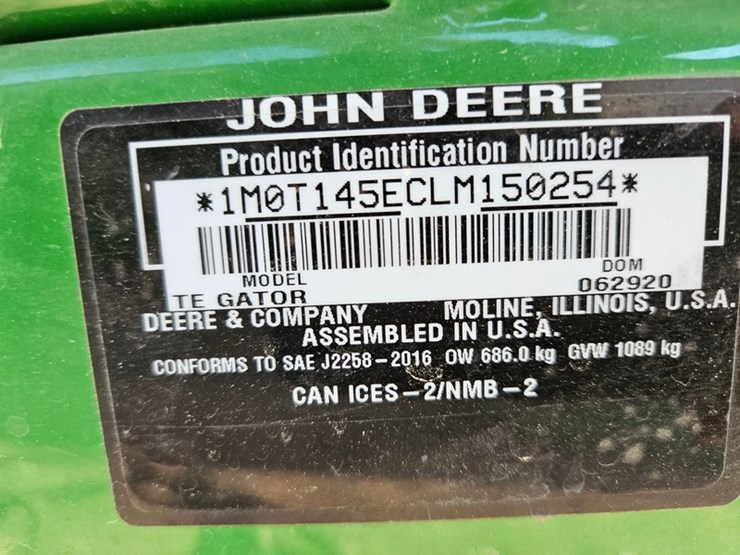 JOHN DEERE
Product Identification Number
*1M0T145ECLM150254*
MODEL DOM
TE GATOR 062920
DEERE & COMPANY MOLINE, ILLINOIS, U.S.A.
ASSEMBLED IN U.S.A.
CONFORMS TO SAE J2258-2016 OW 686.0 kg GVW 1089 kg
CAN ICES-2/NMB-2